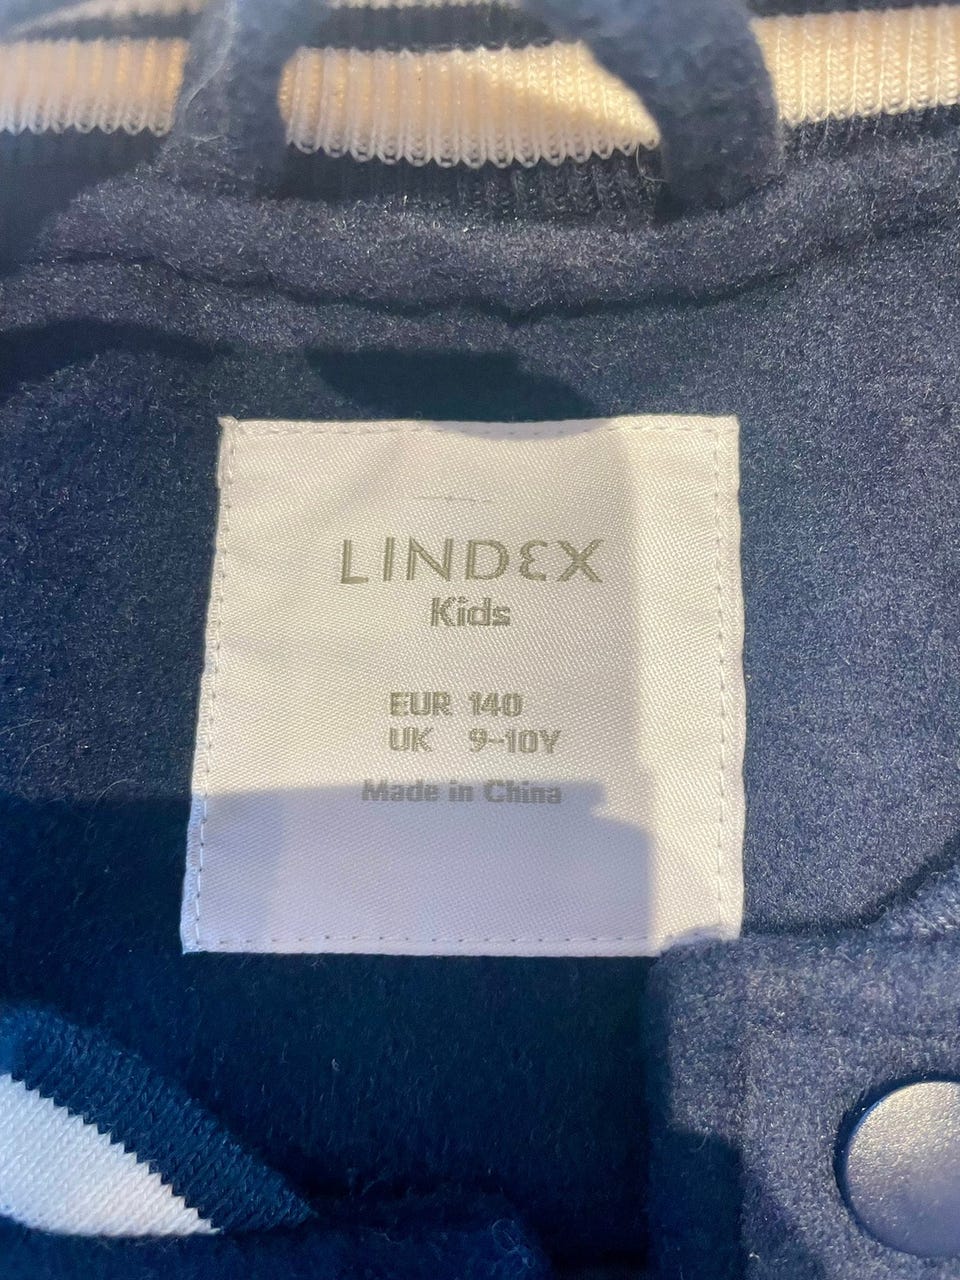 LINDEX
Kids
EUR 140
UK 9-10Y
Made in China